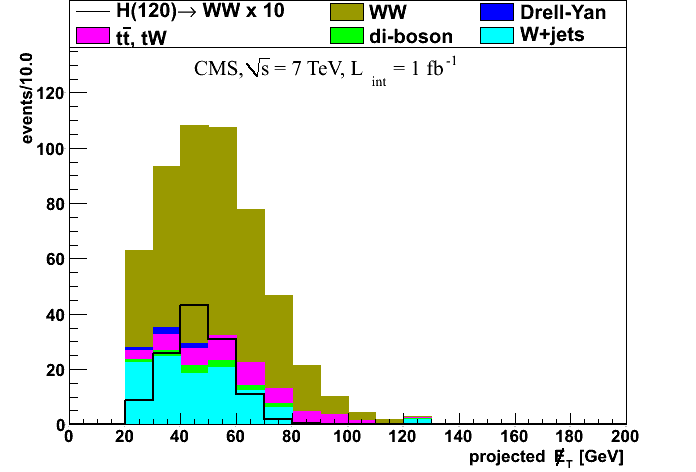 H(120)→ WW x 10 WW Drell-Yan
tt̅, tW di-boson W+jets
CMS, √s = 7 TeV, L int = 1 fb⁻¹
events/10.0
120
100
80
60
40
20
0
0 20 40 60 80 100 120 140 160 180 200
projected E̸T [GeV]